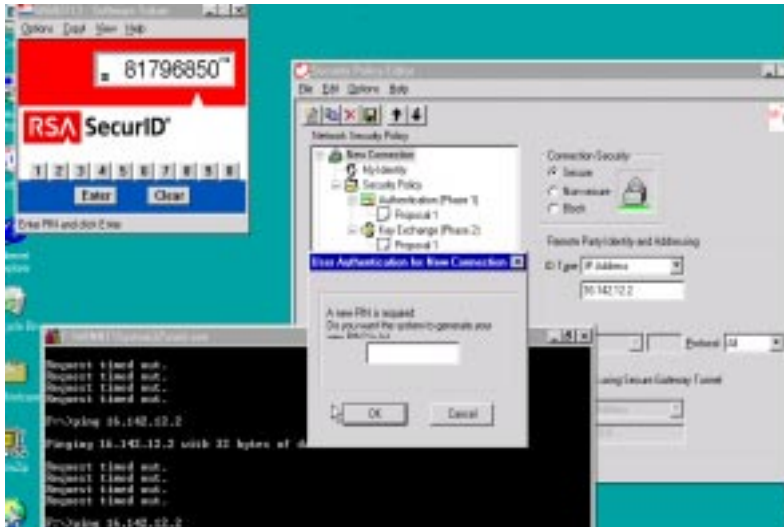 Options Copy View Help
81796850
RSA SecurID®
1 2 3 4 5 6 7 8 9 0
Enter Clear
Enter PIN and click Enter
Security Policy Editor
File Edit Options Help
Network Security Policy
New Connection
My Identity
Security Policy
Authentication (Phase 1)
Proposal 1
Key Exchange (Phase 2)
Proposal 1
Connection Security
Secure
Non-secure
Block
Remote Party Identity and Addressing
ID Type IP Address
16.142.12.2
Protocol All
using Secure Gateway Tunnel
User Authentication for New Connection
A new PIN is required.
Do you want the system to generate your
OK Cancel
Request timed out.
Request timed out.
Request timed out.
Request timed out.
ping 16.142.12.2
Pinging 16.142.12.2 with 32 bytes of
Request timed out.
Request timed out.
Request timed out.
Request timed out.
ping 16.142.12.2